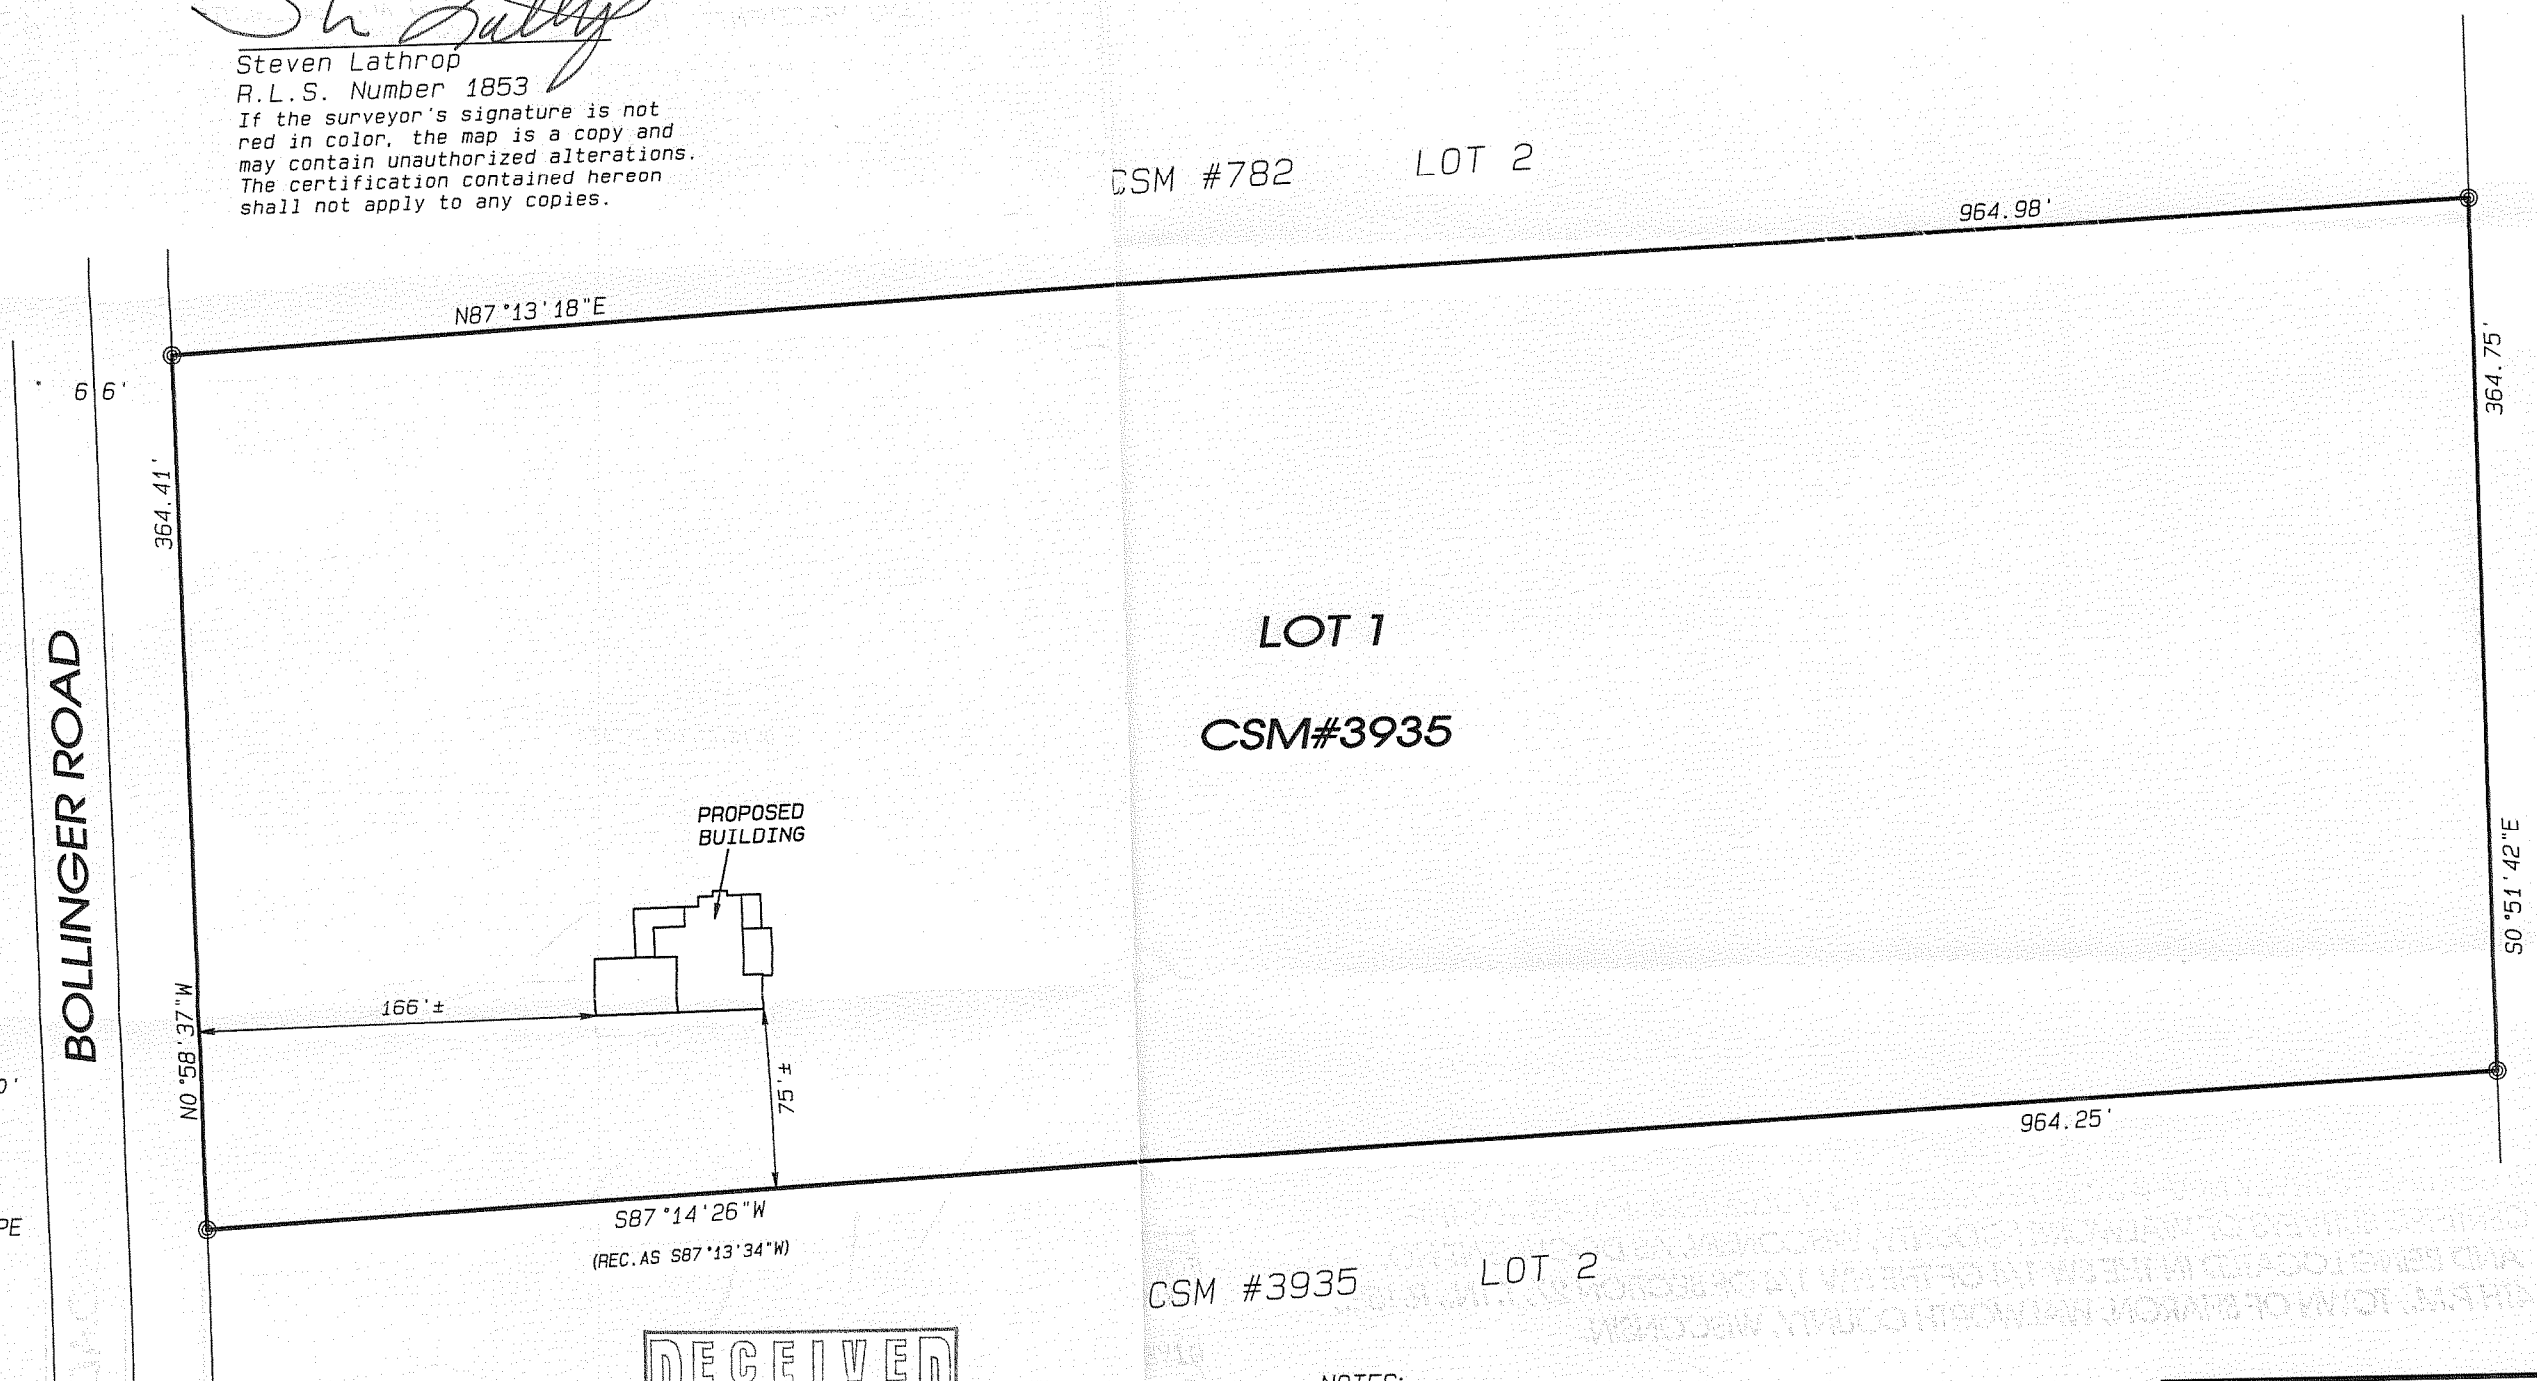 Steven Lathrop
R.L.S. Number 1853
If the surveyor's signature is not
red in color, the map is a copy and
may contain unauthorized alterations.
The certification contained hereon
shall not apply to any copies.
CSM #782 LOT 2
964.98'
N87°13'18"E
66'
364.41'
364.75'
BOLLINGER ROAD
LOT 1
CSM#3935
PROPOSED
BUILDING
166'±
75'±
N0°58'37"W
S0°51'42"E
964.25'
S87°14'26"W
(REC.AS S87°13'34"W)
CSM #3935 LOT 2
RECEIVED
NOTES: